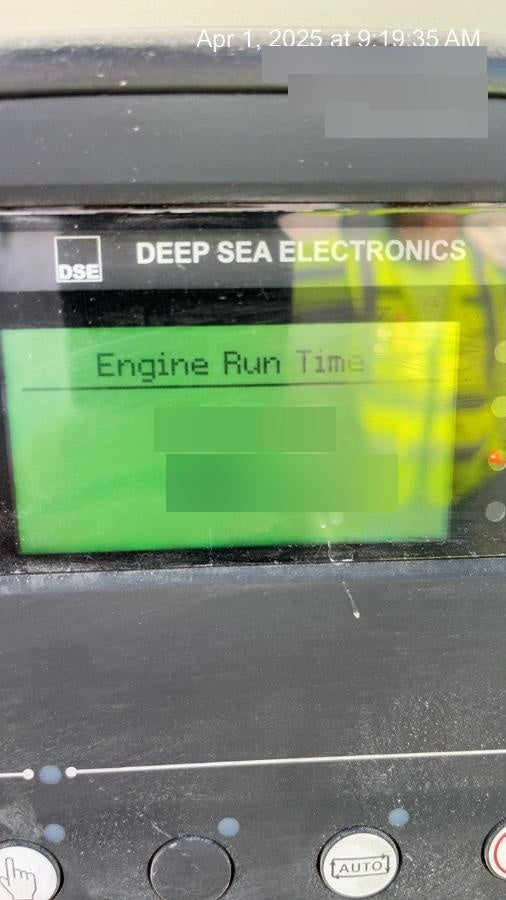 Apr 1, 2025 at 9:19:35 AM
DSE
DEEP SEA ELECTRONICS
Engine Run Time
AUTO